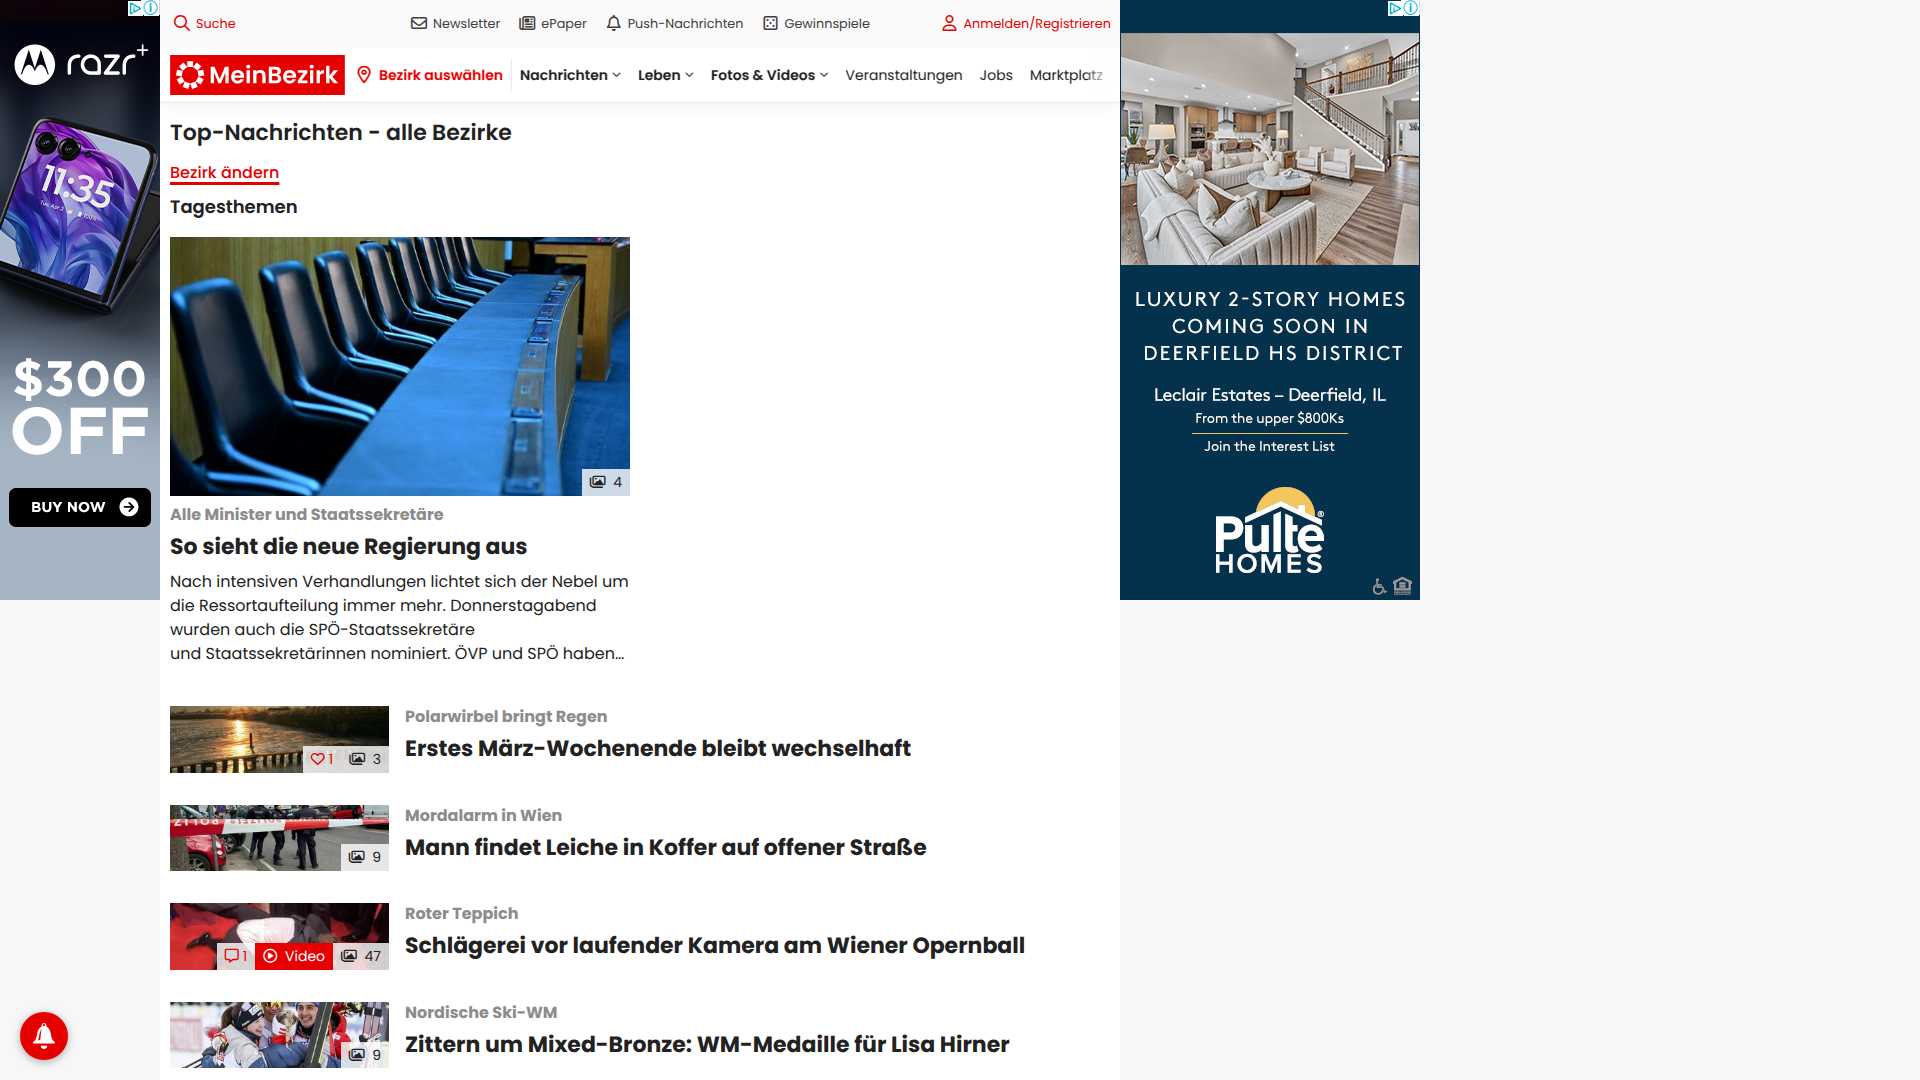 Suche
Newsletter
ePaper
Push-Nachrichten
Gewinnspiele
Anmelden/Registrieren
MeinBezirk
Bezirk auswählen
Nachrichten
Leben
Fotos & Videos
Veranstaltungen
Jobs
Marktplatz
razr+
11:35
$300
OFF
BUY NOW
Top-Nachrichten - alle Bezirke
Bezirk ändern
Tagesthemen
4
Alle Minister und Staatssekretäre
So sieht die neue Regierung aus
Nach intensiven Verhandlungen lichtet sich der Nebel um
die Ressortaufteilung immer mehr. Donnerstagabend
wurden auch die SPÖ-Staatssekretäre
und Staatssekretärinnen nominiert. ÖVP und SPÖ haben...
1
3
Polarwirbel bringt Regen
Erstes März-Wochenende bleibt wechselhaft
9
Mordalarm in Wien
Mann findet Leiche in Koffer auf offener Straße
1
Video
47
Roter Teppich
Schlägerei vor laufender Kamera am Wiener Opernball
9
Nordische Ski-WM
Zittern um Mixed-Bronze: WM-Medaille für Lisa Hirner
LUXURY 2-STORY HOMES
COMING SOON IN
DEERFIELD HS DISTRICT
Leclair Estates – Deerfield, IL
From the upper $800Ks
Join the Interest List
Pulte®
HOMES